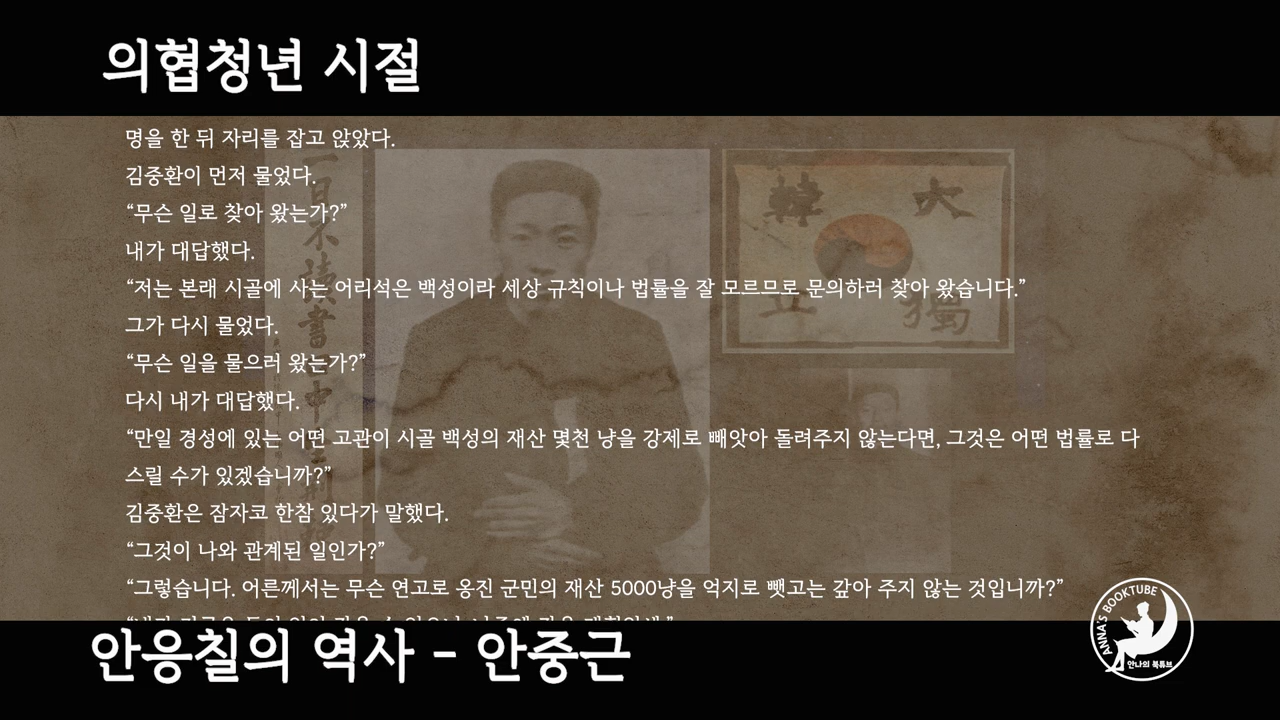 의협청년 시절
명을 한 뒤 자리를 잡고 앉았다.
김중환이 먼저 물었다.
“무슨 일로 찾아 왔는가?”
내가 대답했다.
“저는 본래 시골에 사는 어리석은 백성이라 세상 규칙이나 법률을 잘 모르므로 문의하러 찾아 왔습니다.”
그가 다시 물었다.
“무슨 일을 물으러 왔는가?”
다시 내가 대답했다.
“만일 경성에 있는 어떤 고관이 시골 백성의 재산 몇천 냥을 강제로 빼앗아 돌려주지 않는다면, 그것은 어떤 법률로 다
스릴 수가 있겠습니까?”
김중환은 잠자코 한참 있다가 말했다.
“그것이 나와 관계된 일인가?”
“그렇습니다. 어른께서는 무슨 연고로 옹진 군민의 재산 5000냥을 억지로 뺏고는 갚아 주지 않는 것입니까?”
韓 大
立 獨
書
中
안응칠의 역사 - 안중근
ANNA'S BOOKTUBE
안나의 북튜브